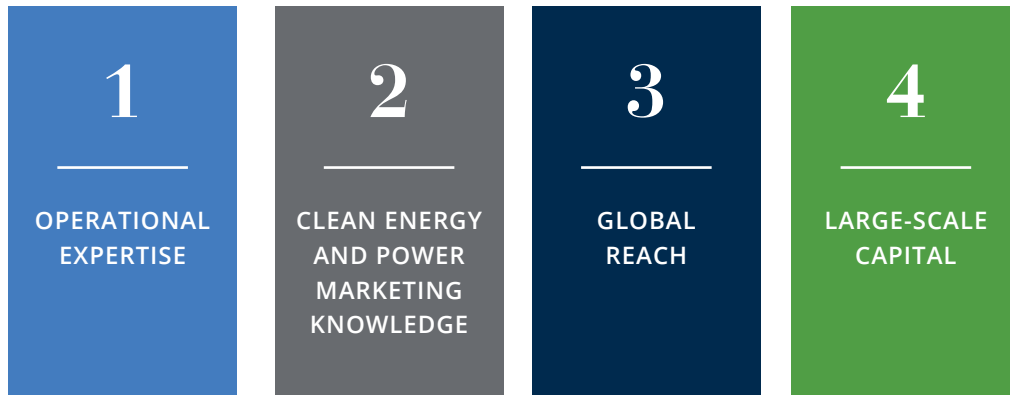 1
OPERATIONAL
EXPERTISE
2
CLEAN ENERGY
AND POWER
MARKETING
KNOWLEDGE
3
GLOBAL
REACH
4
LARGE-SCALE
CAPITAL